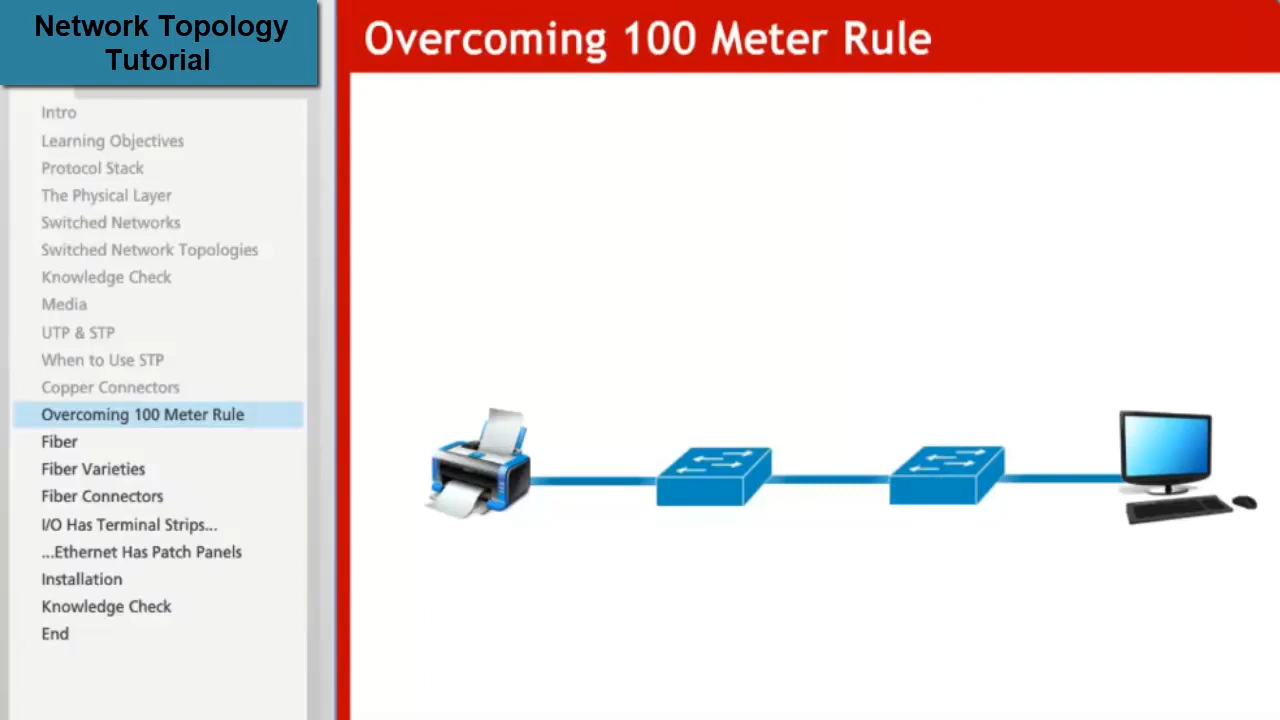 Network Topology
Tutorial
Overcoming 100 Meter Rule
Intro
Learning Objectives
Protocol Stack
The Physical Layer
Switched Networks
Switched Network Topologies
Knowledge Check
Media
UTP & STP
When to Use STP
Copper Connectors
Overcoming 100 Meter Rule
Fiber
Fiber Varieties
Fiber Connectors
I/O Has Terminal Strips...
...Ethernet Has Patch Panels
Installation
Knowledge Check
End